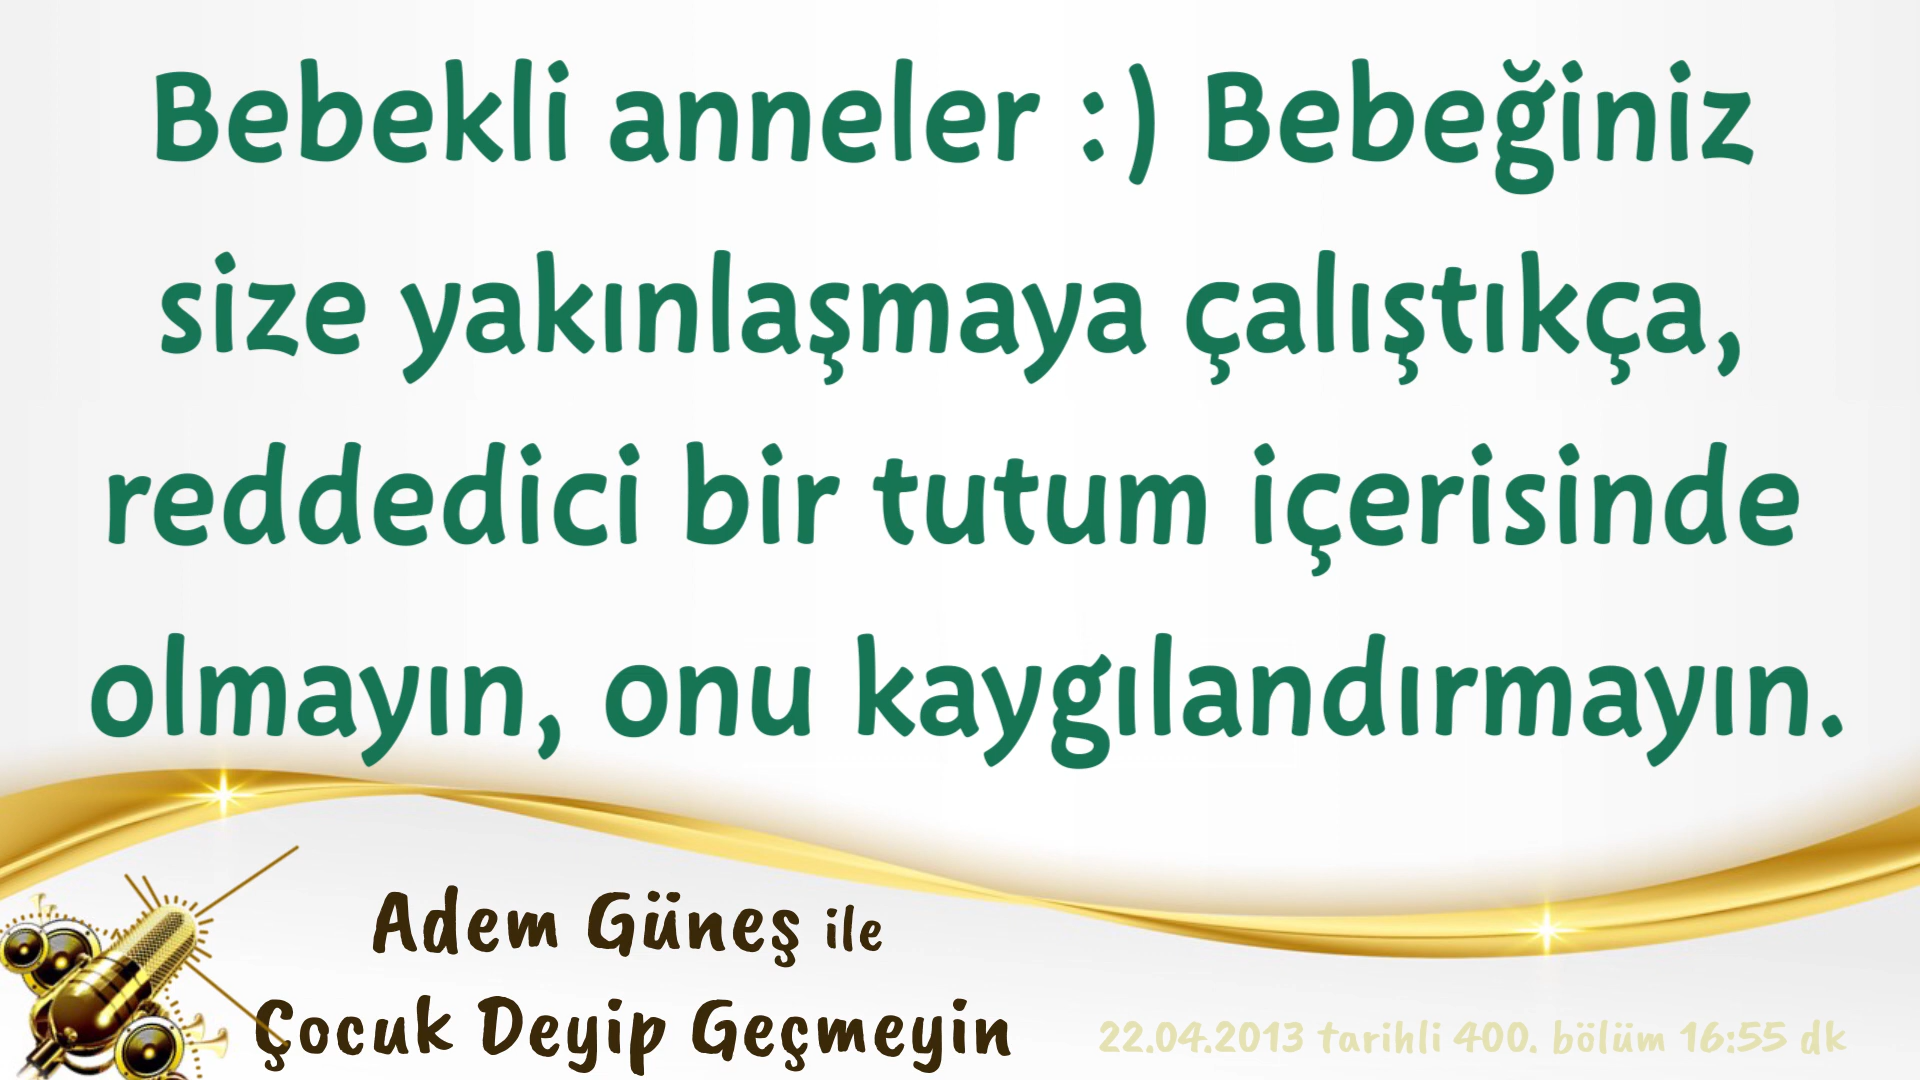 Bebekli anneler :) Bebeğiniz
size yakınlaşmaya çalıştıkça,
reddedici bir tutum içerisinde
olmayın, onu kaygılandırmayın.
Adem Güneş ile
Çocuk Deyip Geçmeyin
22.04.2013 tarihli 400. bölüm 16:55 dk